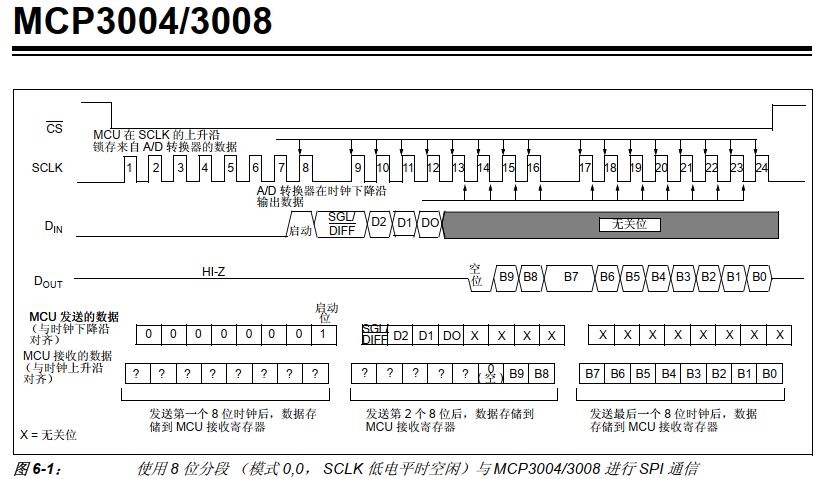 MCP3004/3008
CS
MCU 在 SCLK 的上升沿
锁存来自 A/D 转换器的数据
SCLK
1 2 3 4 5 6 7 8 9 10 11 12 13 14 15 16 17 18 19 20 21 22 23 24
A/D 转换器在时钟下降沿
输出数据
DIN
启动 SGL/DIFF D2 D1 DO 无关位
HI-Z
DOUT
空位 B9 B8 B7 B6 B5 B4 B3 B2 B1 B0
启动位
MCU 发送的数据
(与时钟下降沿
对齐)
0 0 0 0 0 0 0 1 SGL/DIFF D2 D1 DO X X X X X X X X X X X X
MCU 接收的数据
(与时钟上升沿
对齐)
? ? ? ? ? ? ? ? ? ? ? ? ? 0(空) B9 B8 B7 B6 B5 B4 B3 B2 B1 B0
发送第一个 8 位时钟后,数据存
储到 MCU 接收寄存器
发送第 2 个 8 位后,数据存储到
MCU 接收寄存器
发送最后一个 8 位时钟后,数据
存储到 MCU 接收寄存器
X = 无关位
图 6-1: 使用 8 位分段 (模式 0,0, SCLK 低电平时空闲)与 MCP3004/3008 进行 SPI 通信